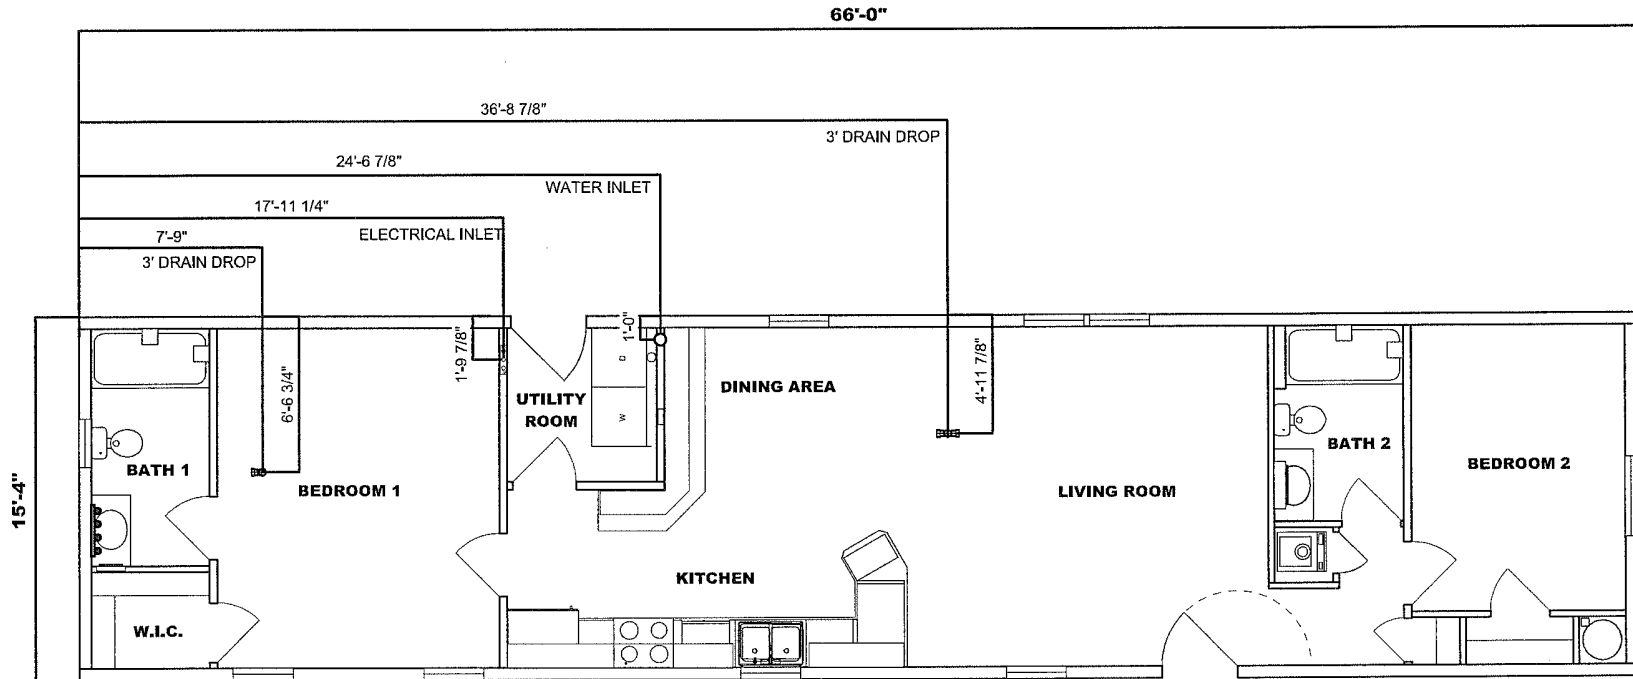 66'-0"
36'-8 7/8"
3' DRAIN DROP
24'-6 7/8"
WATER INLET
17'-11 1/4"
ELECTRICAL INLET
7'-9"
3' DRAIN DROP
15'-4"
6'-6 3/4"
1'-9 7/8"
1'-0"
4'-11 7/8"
D
W
UTILITY
ROOM
DINING AREA
BATH 1
BEDROOM 1
LIVING ROOM
BATH 2
BEDROOM 2
KITCHEN
W.I.C.